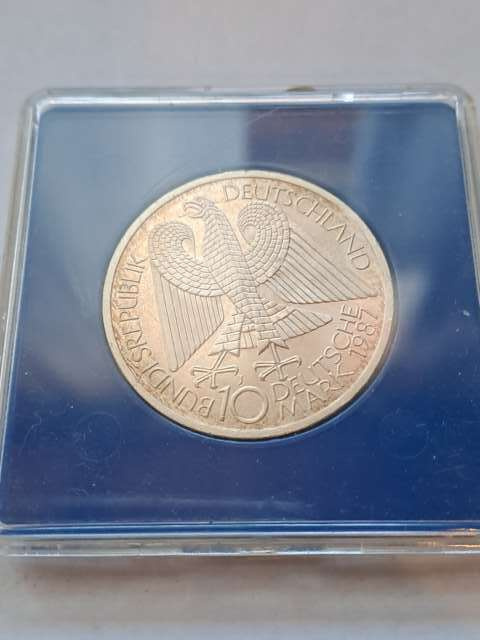 BUNDESREPUBLIK
DEUTSCHLAND
10
DEUTSCHE
MARK 1987